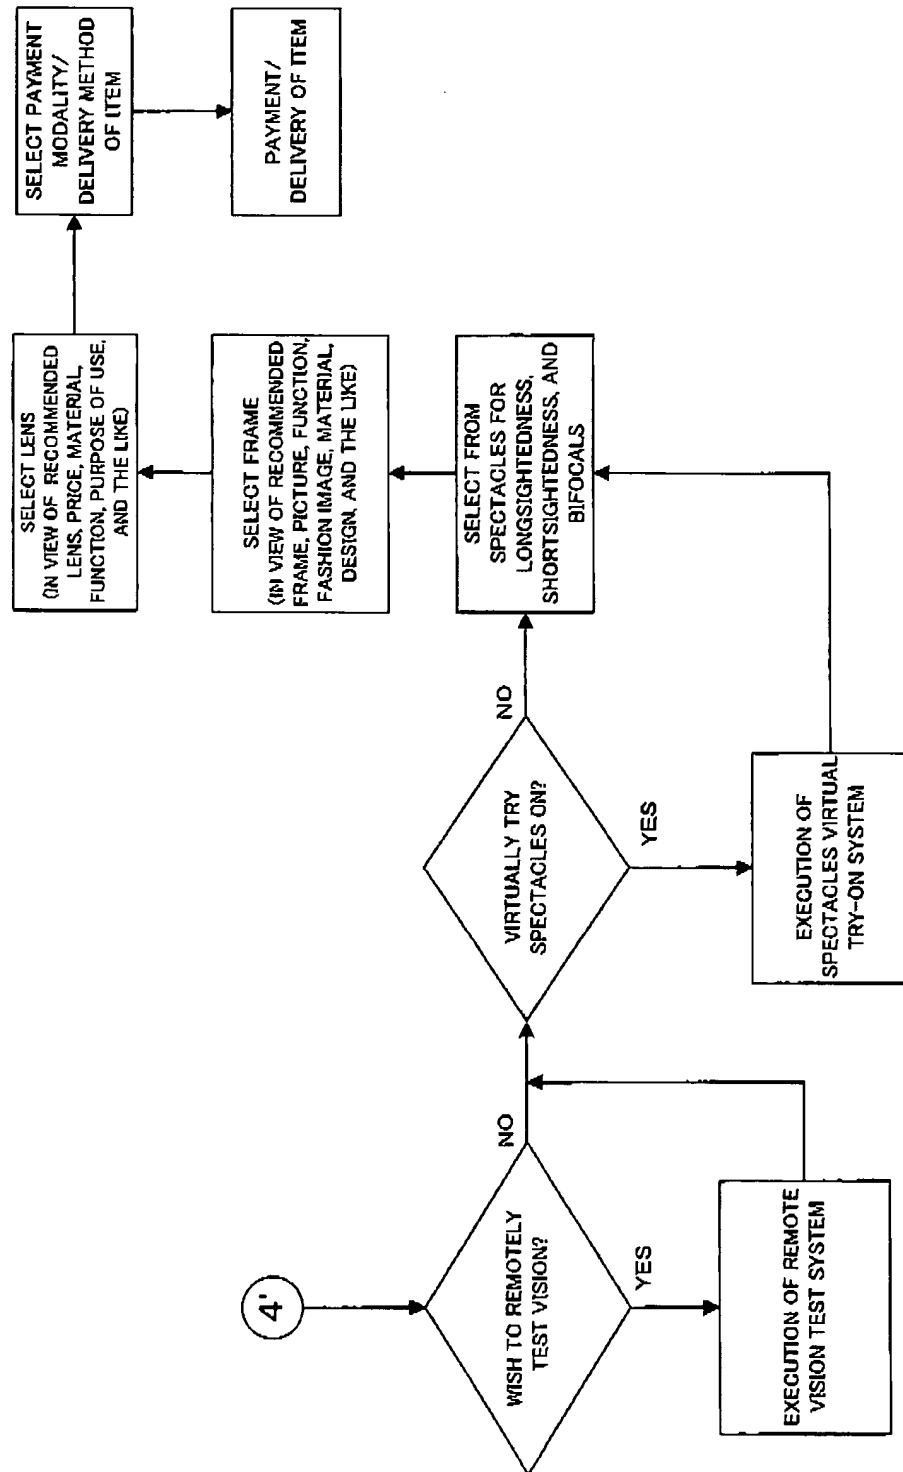 4'
WISH TO REMOTELY
TEST VISION?
NO
YES
EXECUTION OF REMOTE
VISION TEST SYSTEM
VIRTUALLY TRY
SPECTACLES ON?
NO
YES
EXECUTION OF
SPECTACLES VIRTUAL
TRY-ON SYSTEM
SELECT FROM
SPECTACLES FOR
LONGSIGHTEDNESS,
SHORTSIGHTEDNESS, AND
BIFOCALS
SELECT FRAME
(IN VIEW OF RECOMMENDED
FRAME, PICTURE, FUNCTION,
FASHION IMAGE, MATERIAL,
DESIGN, AND THE LIKE)
SELECT LENS
(IN VIEW OF RECOMMENDED
LENS, PRICE, MATERIAL,
FUNCTION, PURPOSE OF USE,
AND THE LIKE)
SELECT PAYMENT
MODALITY/
DELIVERY METHOD
OF ITEM
PAYMENT/
DELIVERY OF ITEM